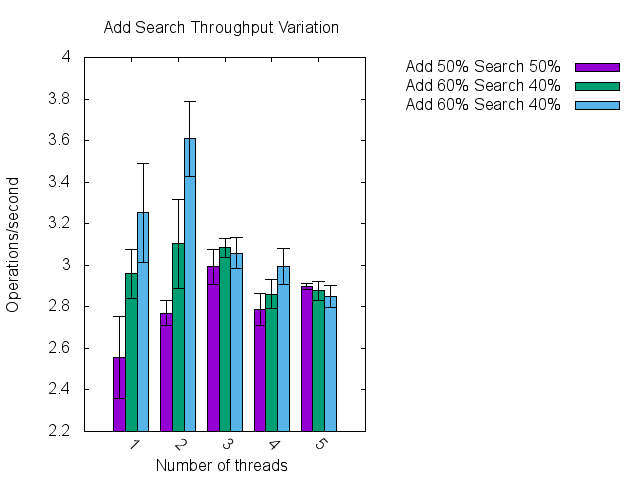 Add Search Throughput Variation
Add 50% Search 50%
Add 60% Search 40%
Add 60% Search 40%
Operations/second
4
3.8
3.6
3.4
3.2
3
2.8
2.6
2.4
2.2
1 2 3 4 5
Number of threads